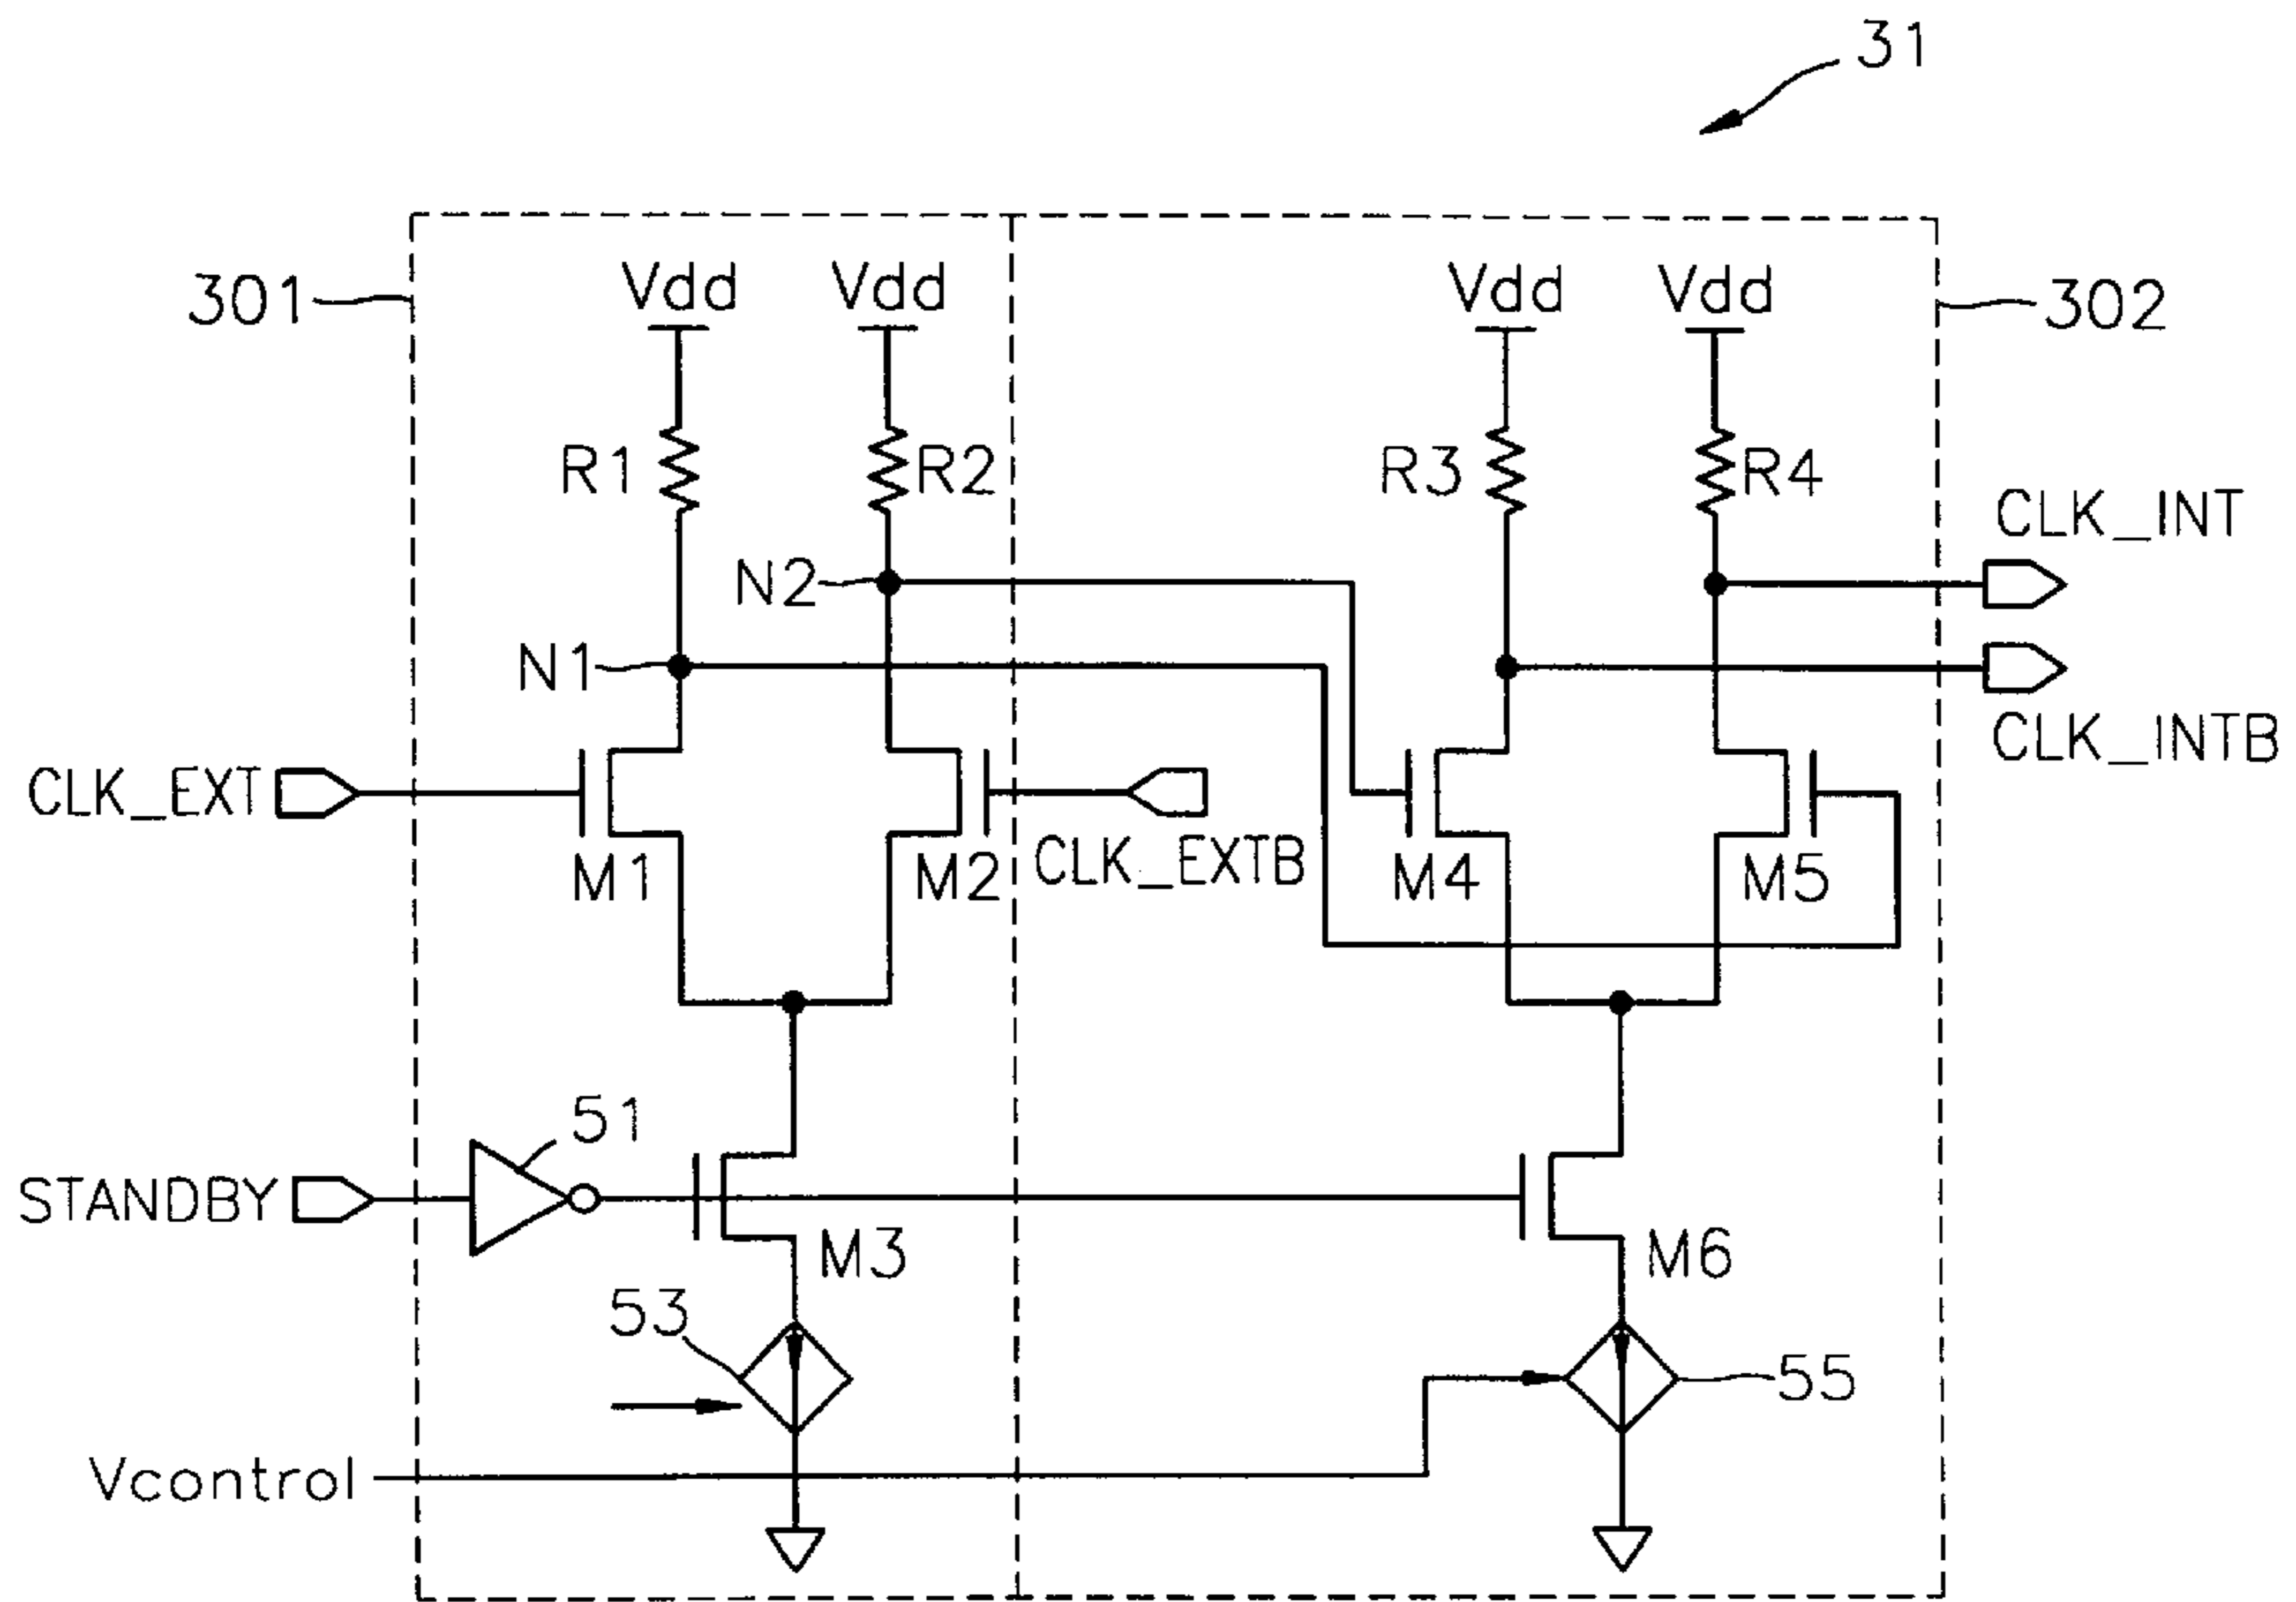 31
301
Vdd
Vdd
Vdd
Vdd
302
R1
R2
R3
R4
CLK_INT
N2
N1
CLK_INTB
CLK_EXT
M1
M2
CLK_EXTB
M4
M5
51
STANDBY
M3
M6
53
55
Vcontrol